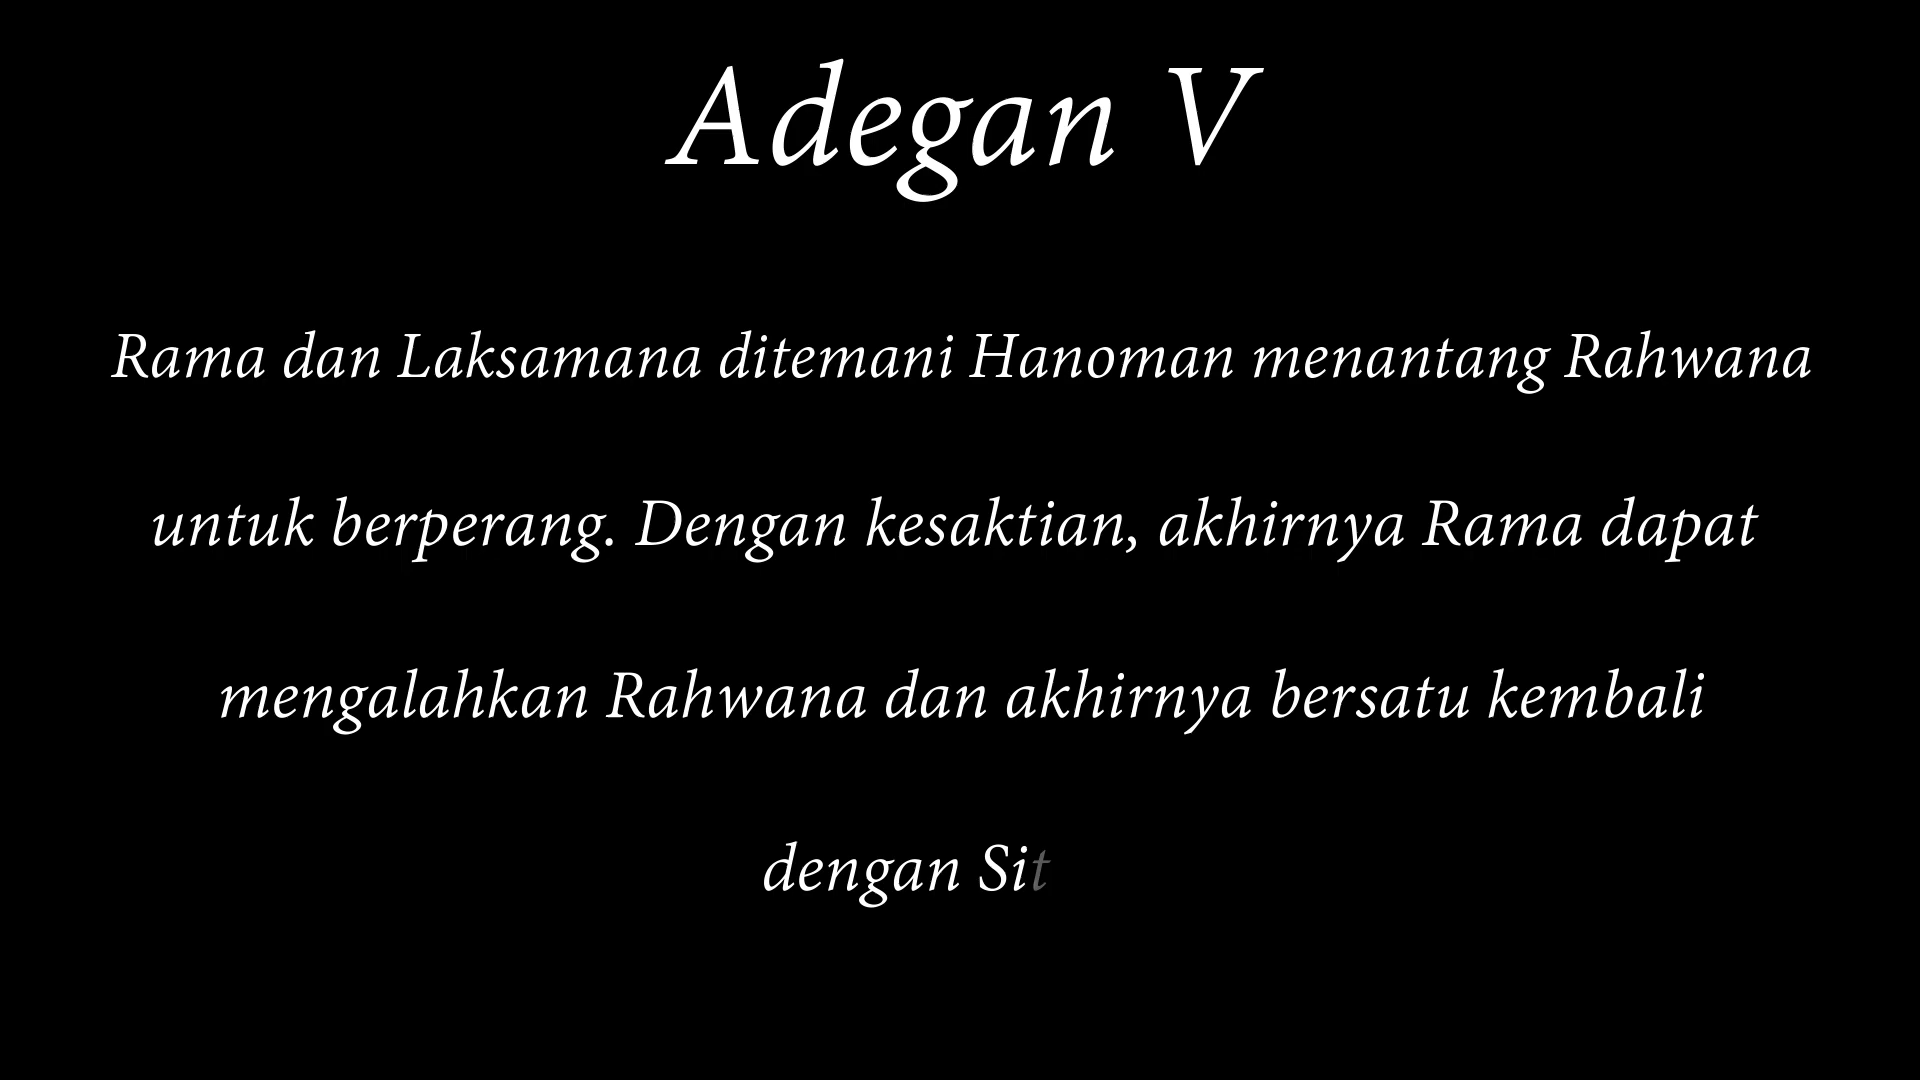 Adegan V
Rama dan Laksamana ditemani Hanoman menantang Rahwana
untuk berperang. Dengan kesaktian, akhirnya Rama dapat
mengalahkan Rahwana dan akhirnya bersatu kembali
dengan Sit